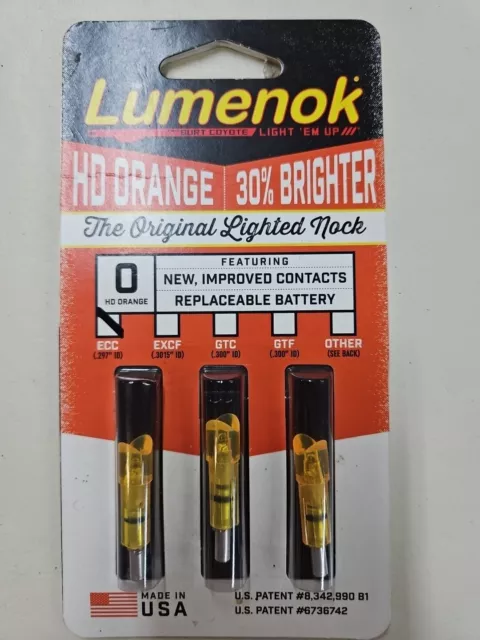 Lumenok
BURT COYOTE LIGHT 'EM UP
HD ORANGE 30% BRIGHTER
The Original Lighted Nock
O
HD ORANGE
FEATURING
NEW, IMPROVED CONTACTS
REPLACEABLE BATTERY
ECC EXCF GTC GTF OTHER
(.297" ID) (.3015" ID) (.300" ID) (.300" ID) (SEE BACK)
MADE IN
USA
U.S. PATENT #8,342,990 B1
U.S. PATENT #6736742